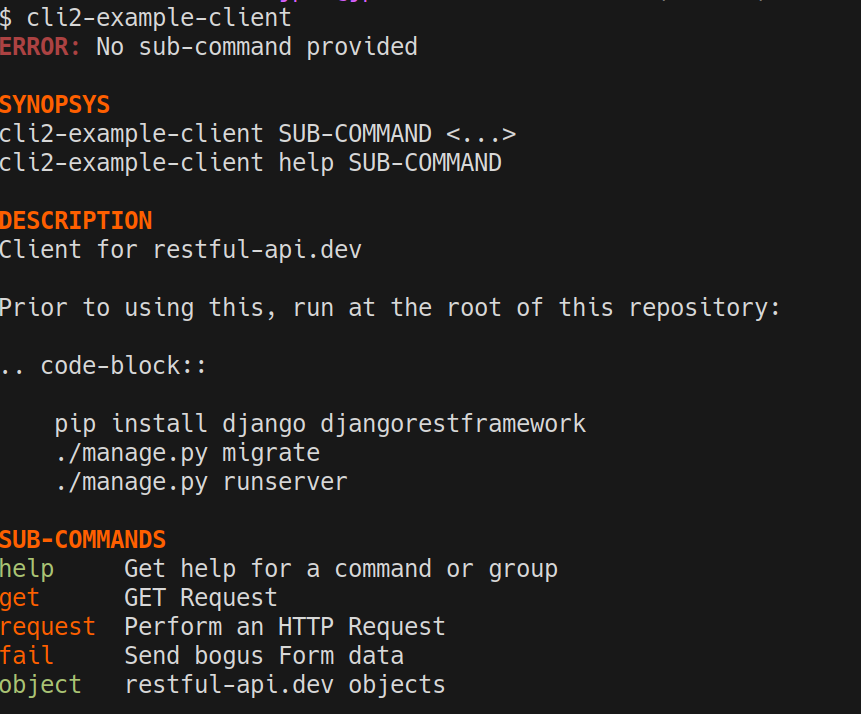 $ cli2-example-client
ERROR: No sub-command provided

SYNOPSYS
cli2-example-client SUB-COMMAND <...>
cli2-example-client help SUB-COMMAND

DESCRIPTION
Client for restful-api.dev

Prior to using this, run at the root of this repository:

.. code-block::

    pip install django djangorestframework
    ./manage.py migrate
    ./manage.py runserver

SUB-COMMANDS
help     Get help for a command or group
get      GET Request
request  Perform an HTTP Request
fail     Send bogus Form data
object   restful-api.dev objects